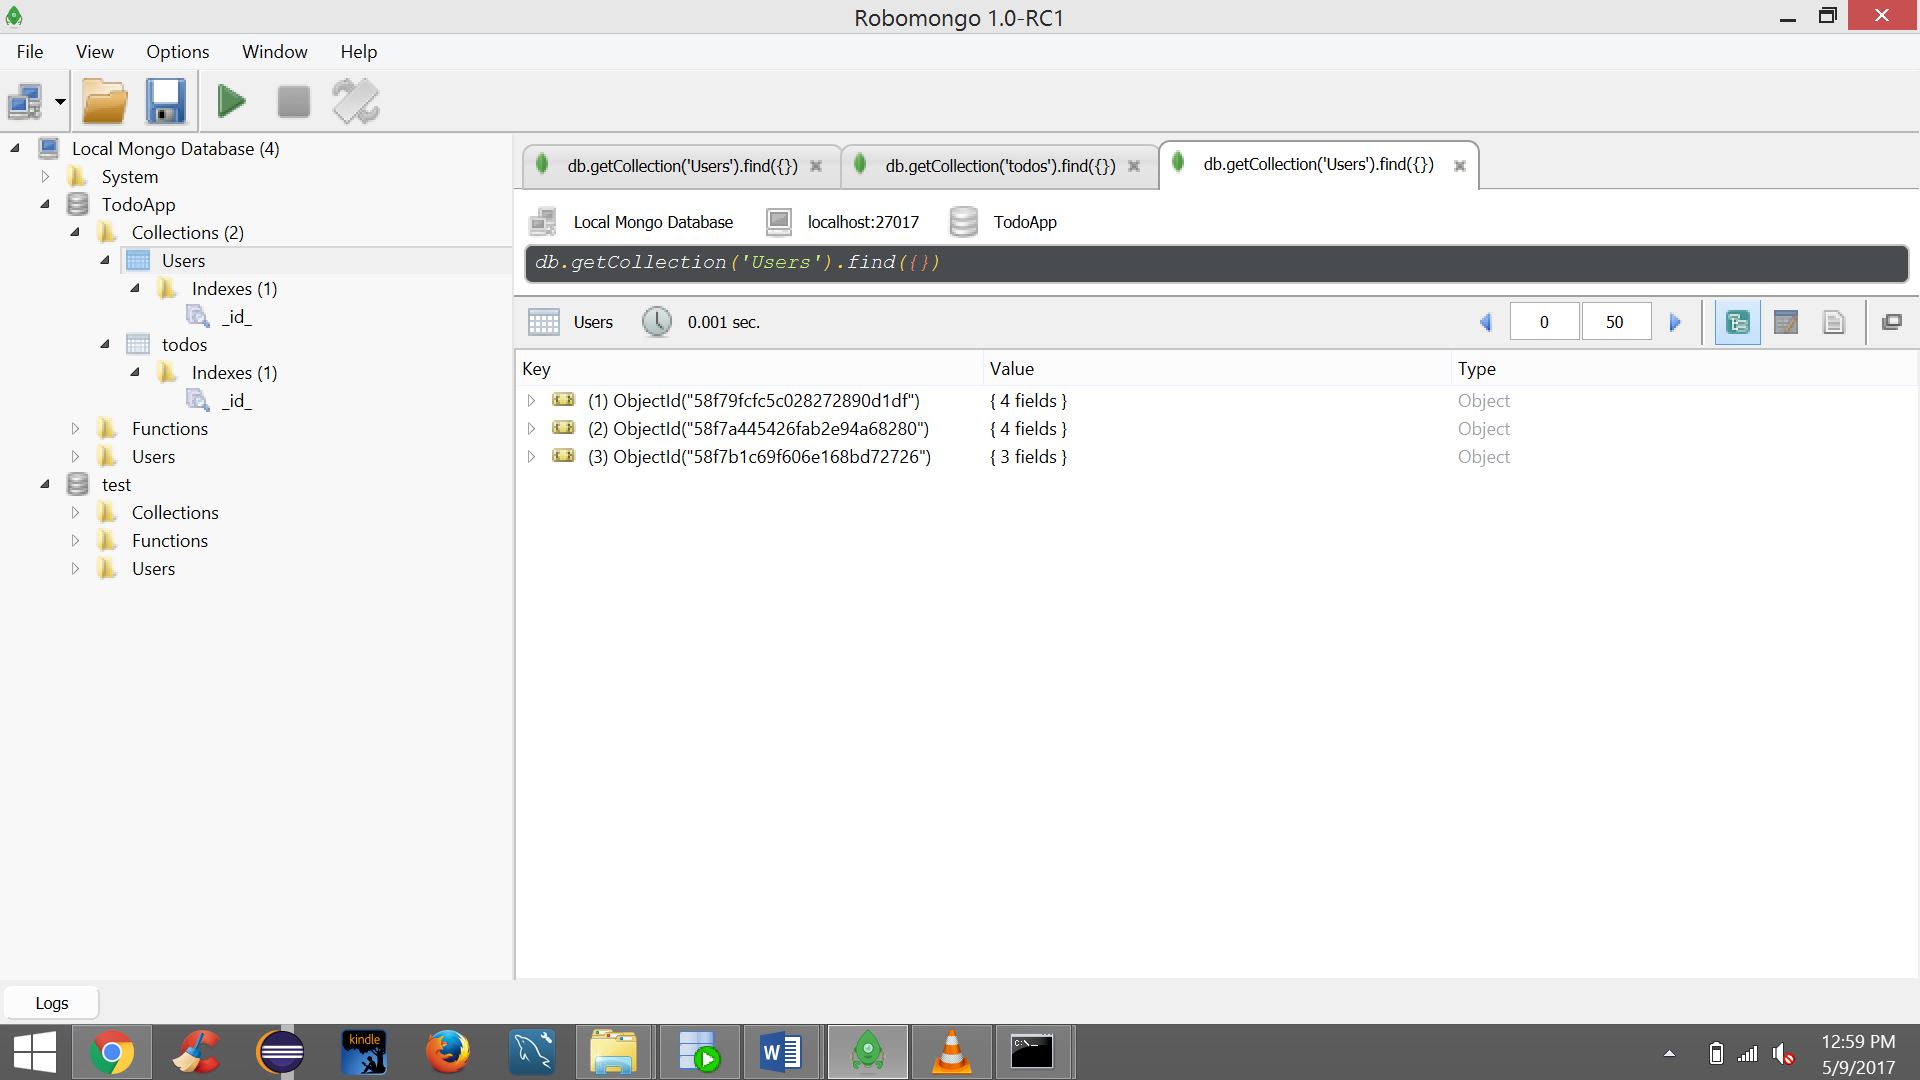 Robomongo 1.0-RC1
File View Options Window Help
Local Mongo Database (4)
System
TodoApp
Collections (2)
Users
Indexes (1)
_id_
todos
Indexes (1)
_id_
Functions
Users
test
Collections
Functions
Users
db.getCollection('Users').find({}) db.getCollection('todos').find({}) db.getCollection('Users').find({})
Local Mongo Database localhost:27017 TodoApp
db.getCollection('Users').find({})
Users 0.001 sec. 0 50
Key Value Type
(1) ObjectId("58f79fcfc5c028272890d1df") { 4 fields } Object
(2) ObjectId("58f7a445426fab2e94a68280") { 4 fields } Object
(3) ObjectId("58f7b1c69f606e168bd72726") { 3 fields } Object
Logs
kindle
W
C:\_
12:59 PM
5/9/2017